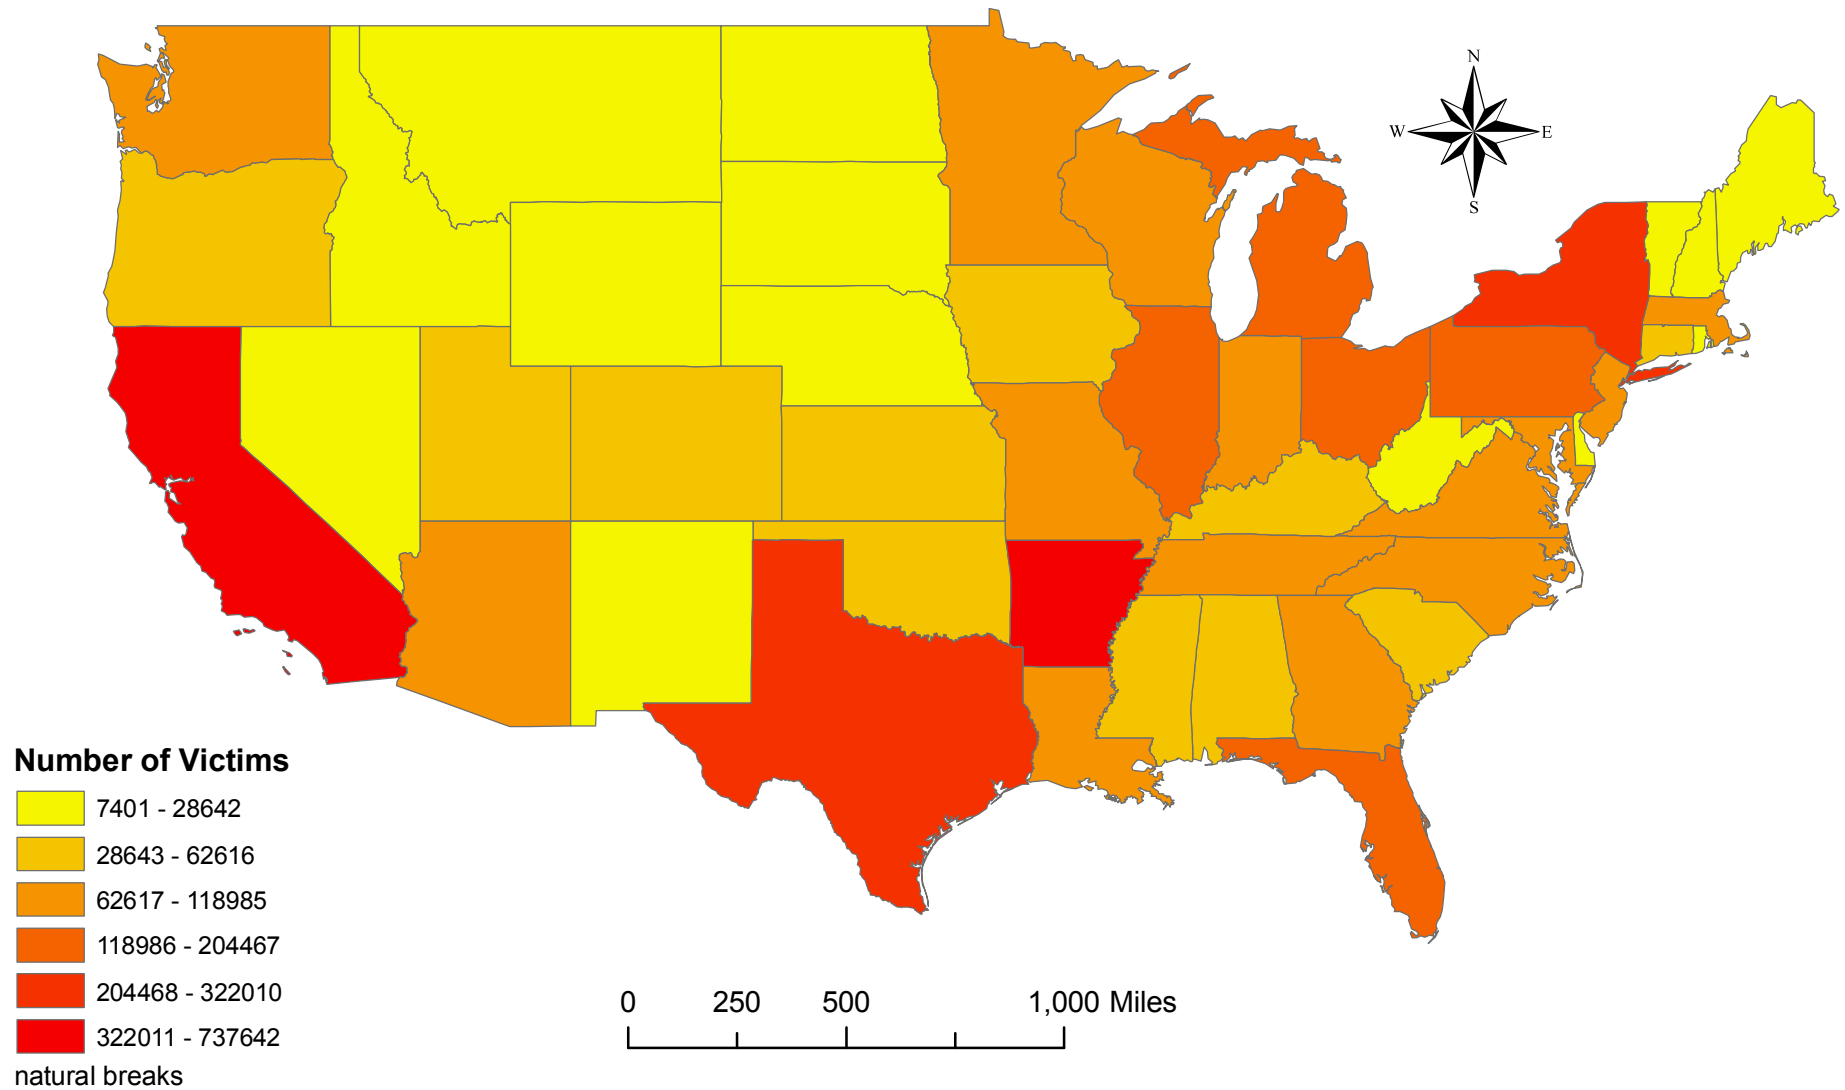 N
W E
S
Number of Victims
7401 - 28642
28643 - 62616
62617 - 118985
118986 - 204467
204468 - 322010
322011 - 737642
natural breaks
0 250 500 1,000 Miles